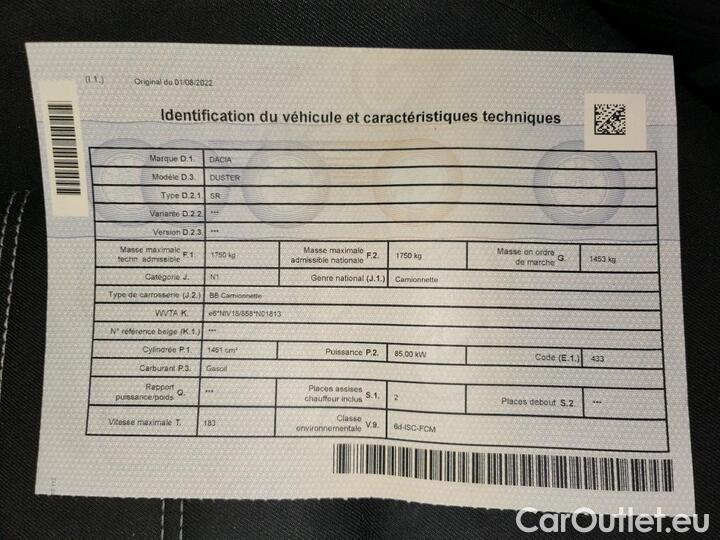 (I.1.) Original du 01/08/2022
Identification du véhicule et caractéristiques techniques
Marque D.1. DACIA
Modèle D.3. DUSTER
Type D.2.1. SR
Variante D.2.2. ***
Version D.2.3. ***
Masse maximale techn. admissible F.1. 1750 kg Masse maximale admissible nationale F.2. 1750 kg Masse en ordre de marche G. 1453 kg
Catégorie J. N1 Genre national (J.1.) Camionnette
Type de carrosserie (J.2.) BB Camionnette
WVTA K. e6*NIV18/858*N01813
N° référence belge (K.1.) ***
Cylindrée P.1. 1461 cm³ Puissance P.2. 85,00 kW Code (E.1.) 433
Carburant P.3. Gasoil
Rapport puissance/poids Q. *** Places assises chauffeur inclus S.1. 2 Places debout S.2. ***
Vitesse maximale T. 183 Classe environnementale V.9. 6d-ISC-FCM
CarOutlet.eu